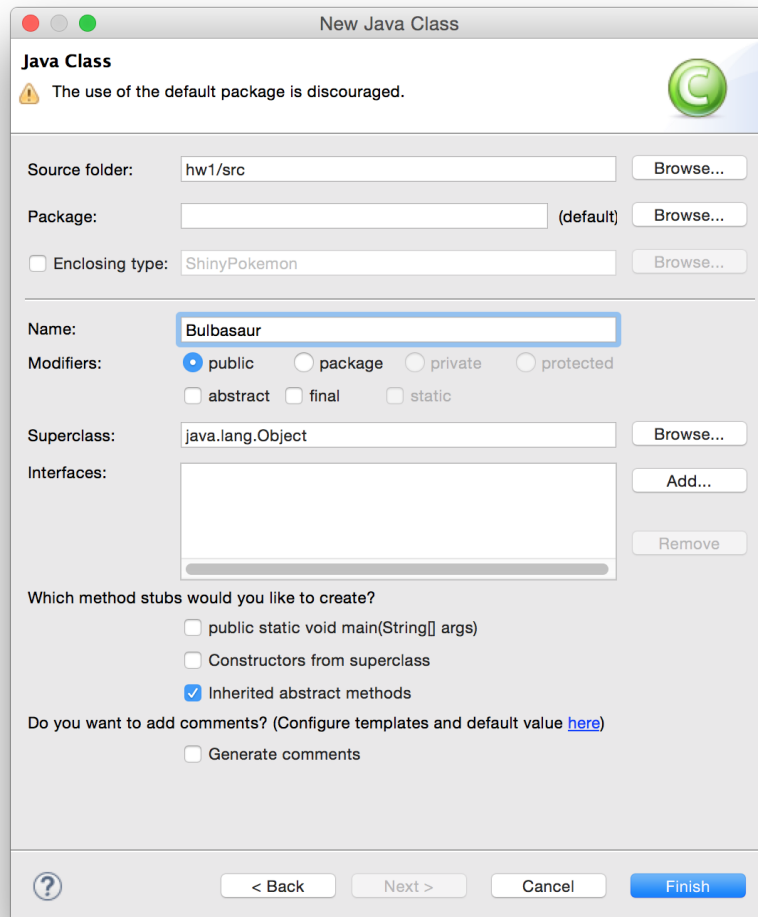 New Java Class
Java Class
The use of the default package is discouraged.
C
Source folder: hw1/src Browse...
Package: (default) Browse...
Enclosing type: ShinyPokemon Browse...
Name: Bulbasaur
Modifiers: public package private protected
abstract final static
Superclass: java.lang.Object Browse...
Interfaces: Add...
Remove
Which method stubs would you like to create?
public static void main(String[] args)
Constructors from superclass
Inherited abstract methods
Do you want to add comments? (Configure templates and default value here)
Generate comments
? < Back Next > Cancel Finish